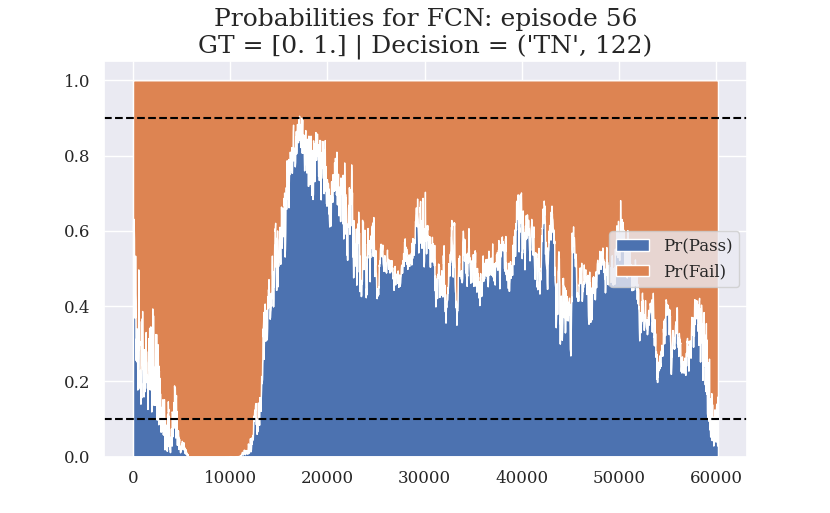 Probabilities for FCN: episode 56
GT = [0. 1.] | Decision = ('TN', 122)
1.0
0.8
0.6
0.4
0.2
0.0
Pr(Pass)
Pr(Fail)
0 10000 20000 30000 40000 50000 60000